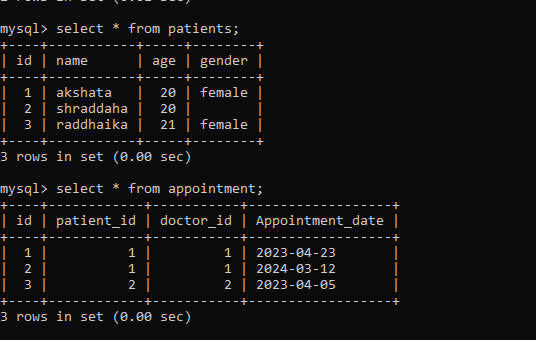 mysql> select * from patients;
+----+-----------+-----+--------+
| id | name      | age | gender |
+----+-----------+-----+--------+
|  1 | akshata   |  20 | female |
|  2 | shraddaha |  20 |        |
|  3 | raddhaika |  21 | female |
+----+-----------+-----+--------+
3 rows in set (0.00 sec)

mysql> select * from appointment;
+----+------------+-----------+------------------+
| id | patient_id | doctor_id | Appointment_date |
+----+------------+-----------+------------------+
|  1 |          1 |         1 | 2023-04-23       |
|  2 |          1 |         1 | 2024-03-12       |
|  3 |          2 |         2 | 2023-04-05       |
+----+------------+-----------+------------------+
3 rows in set (0.00 sec)